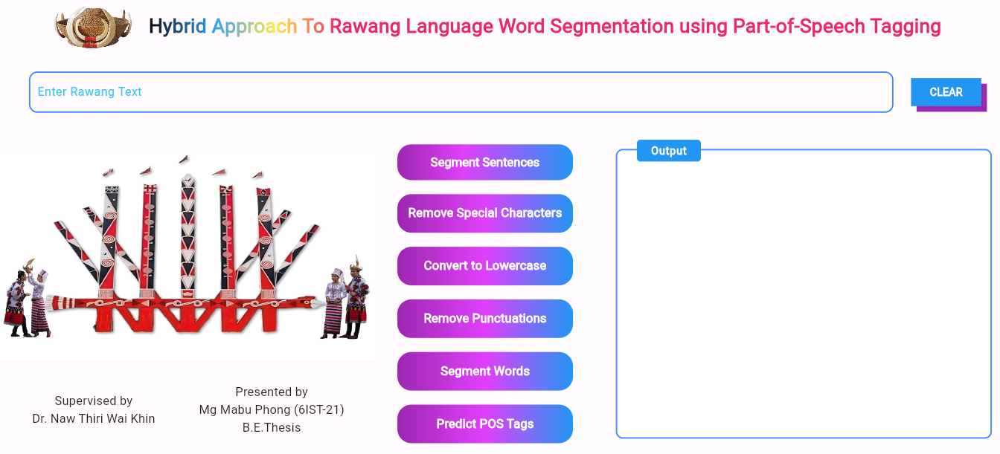 Hybrid Approach To Rawang Language Word Segmentation using Part-of-Speech Tagging
Enter Rawang Text
CLEAR
Segment Sentences
Remove Special Characters
Convert to Lowercase
Remove Punctuations
Segment Words
Predict POS Tags
Output
Supervised by
Dr. Naw Thiri Wai Khin
Presented by
Mg Mabu Phong (6IST-21)
B.E.Thesis